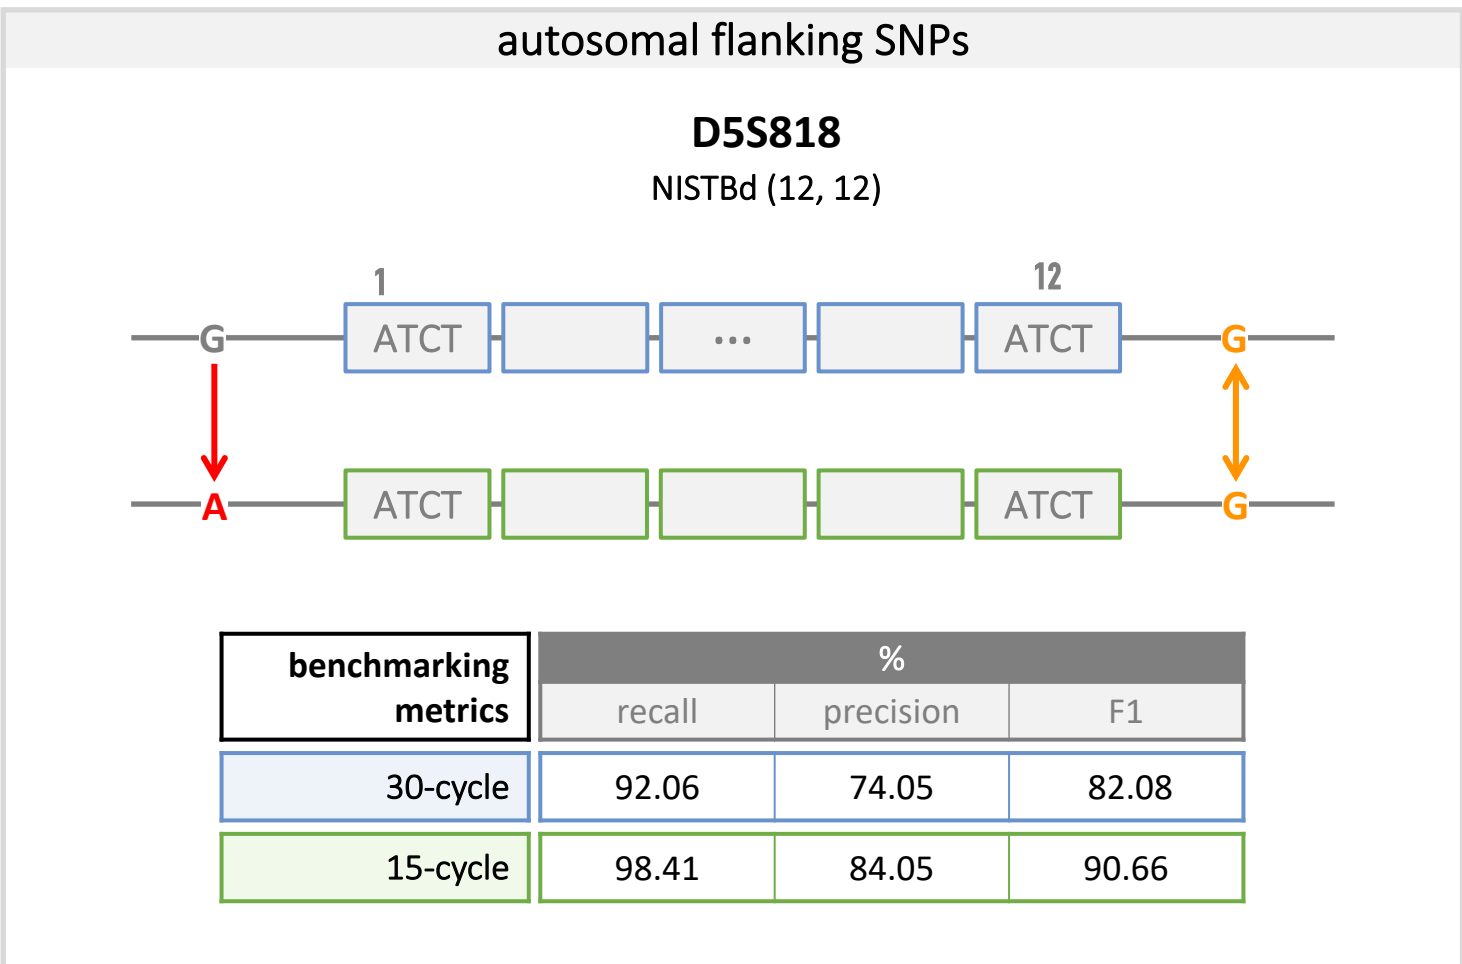 autosomal flanking SNPs
D5S818
NISTBd (12, 12)
1 12
G ATCT ... ATCT G
A ATCT ATCT G
benchmarking metrics %
recall precision F1
30-cycle 92.06 74.05 82.08
15-cycle 98.41 84.05 90.66